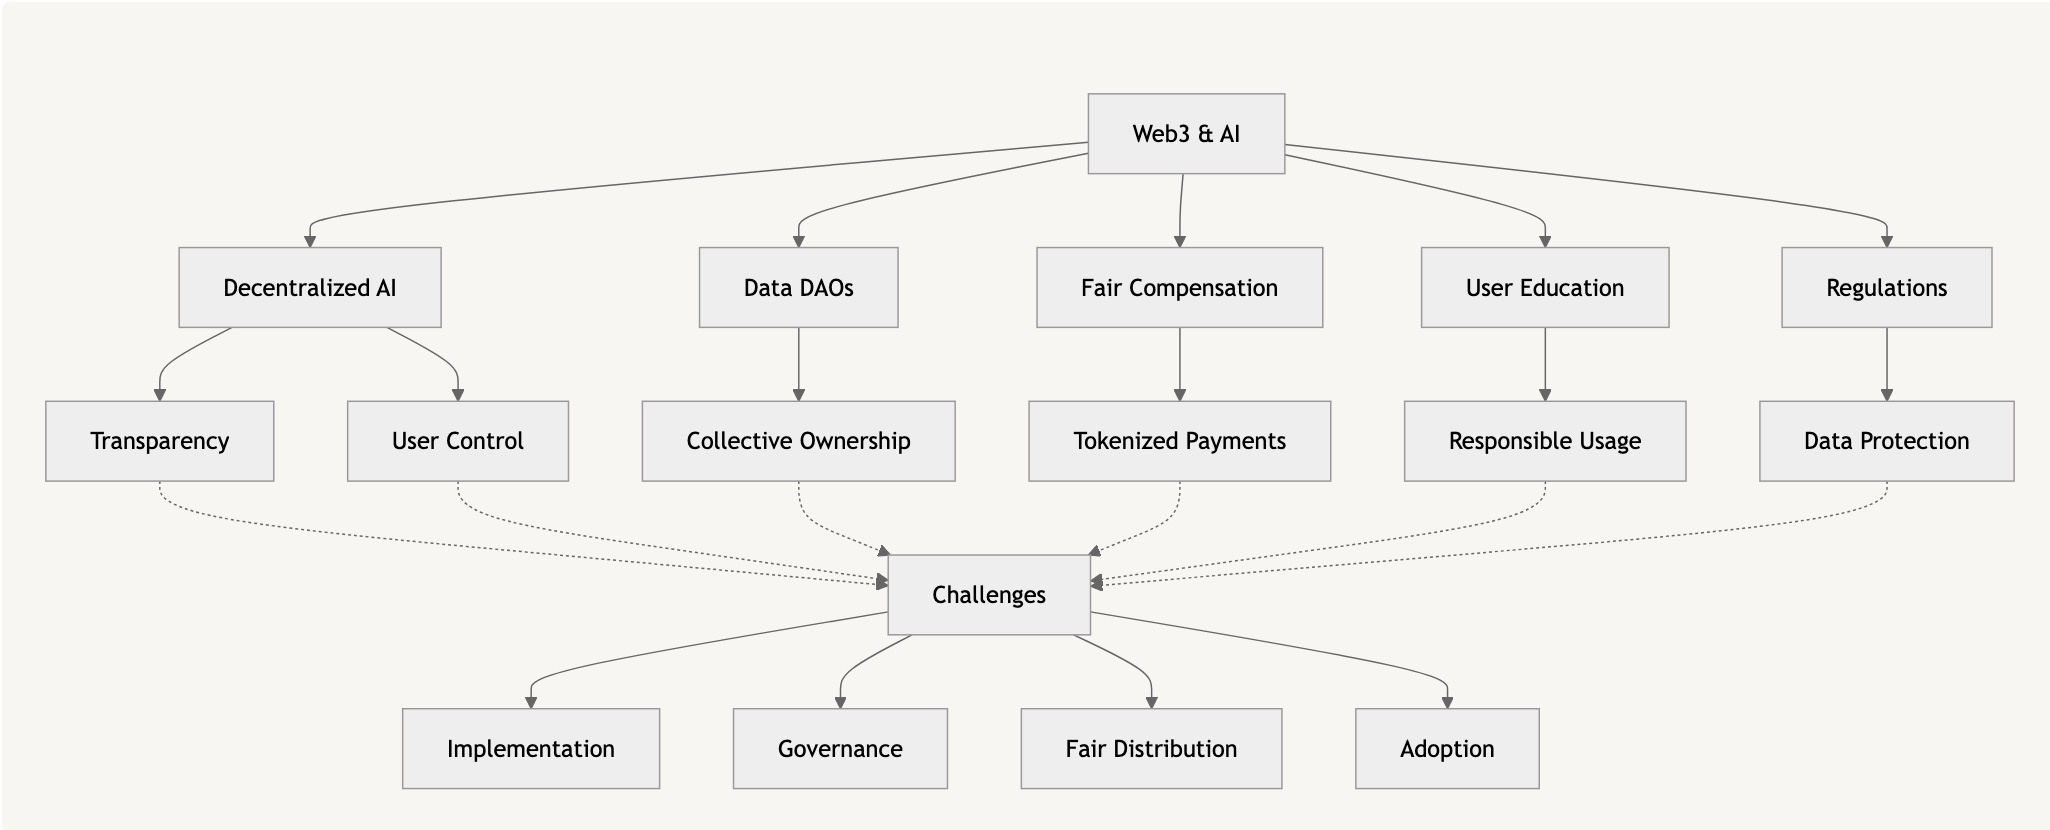 Web3 & AI
Decentralized AI
Data DAOs
Fair Compensation
User Education
Regulations
Transparency
User Control
Collective Ownership
Tokenized Payments
Responsible Usage
Data Protection
Challenges
Implementation
Governance
Fair Distribution
Adoption